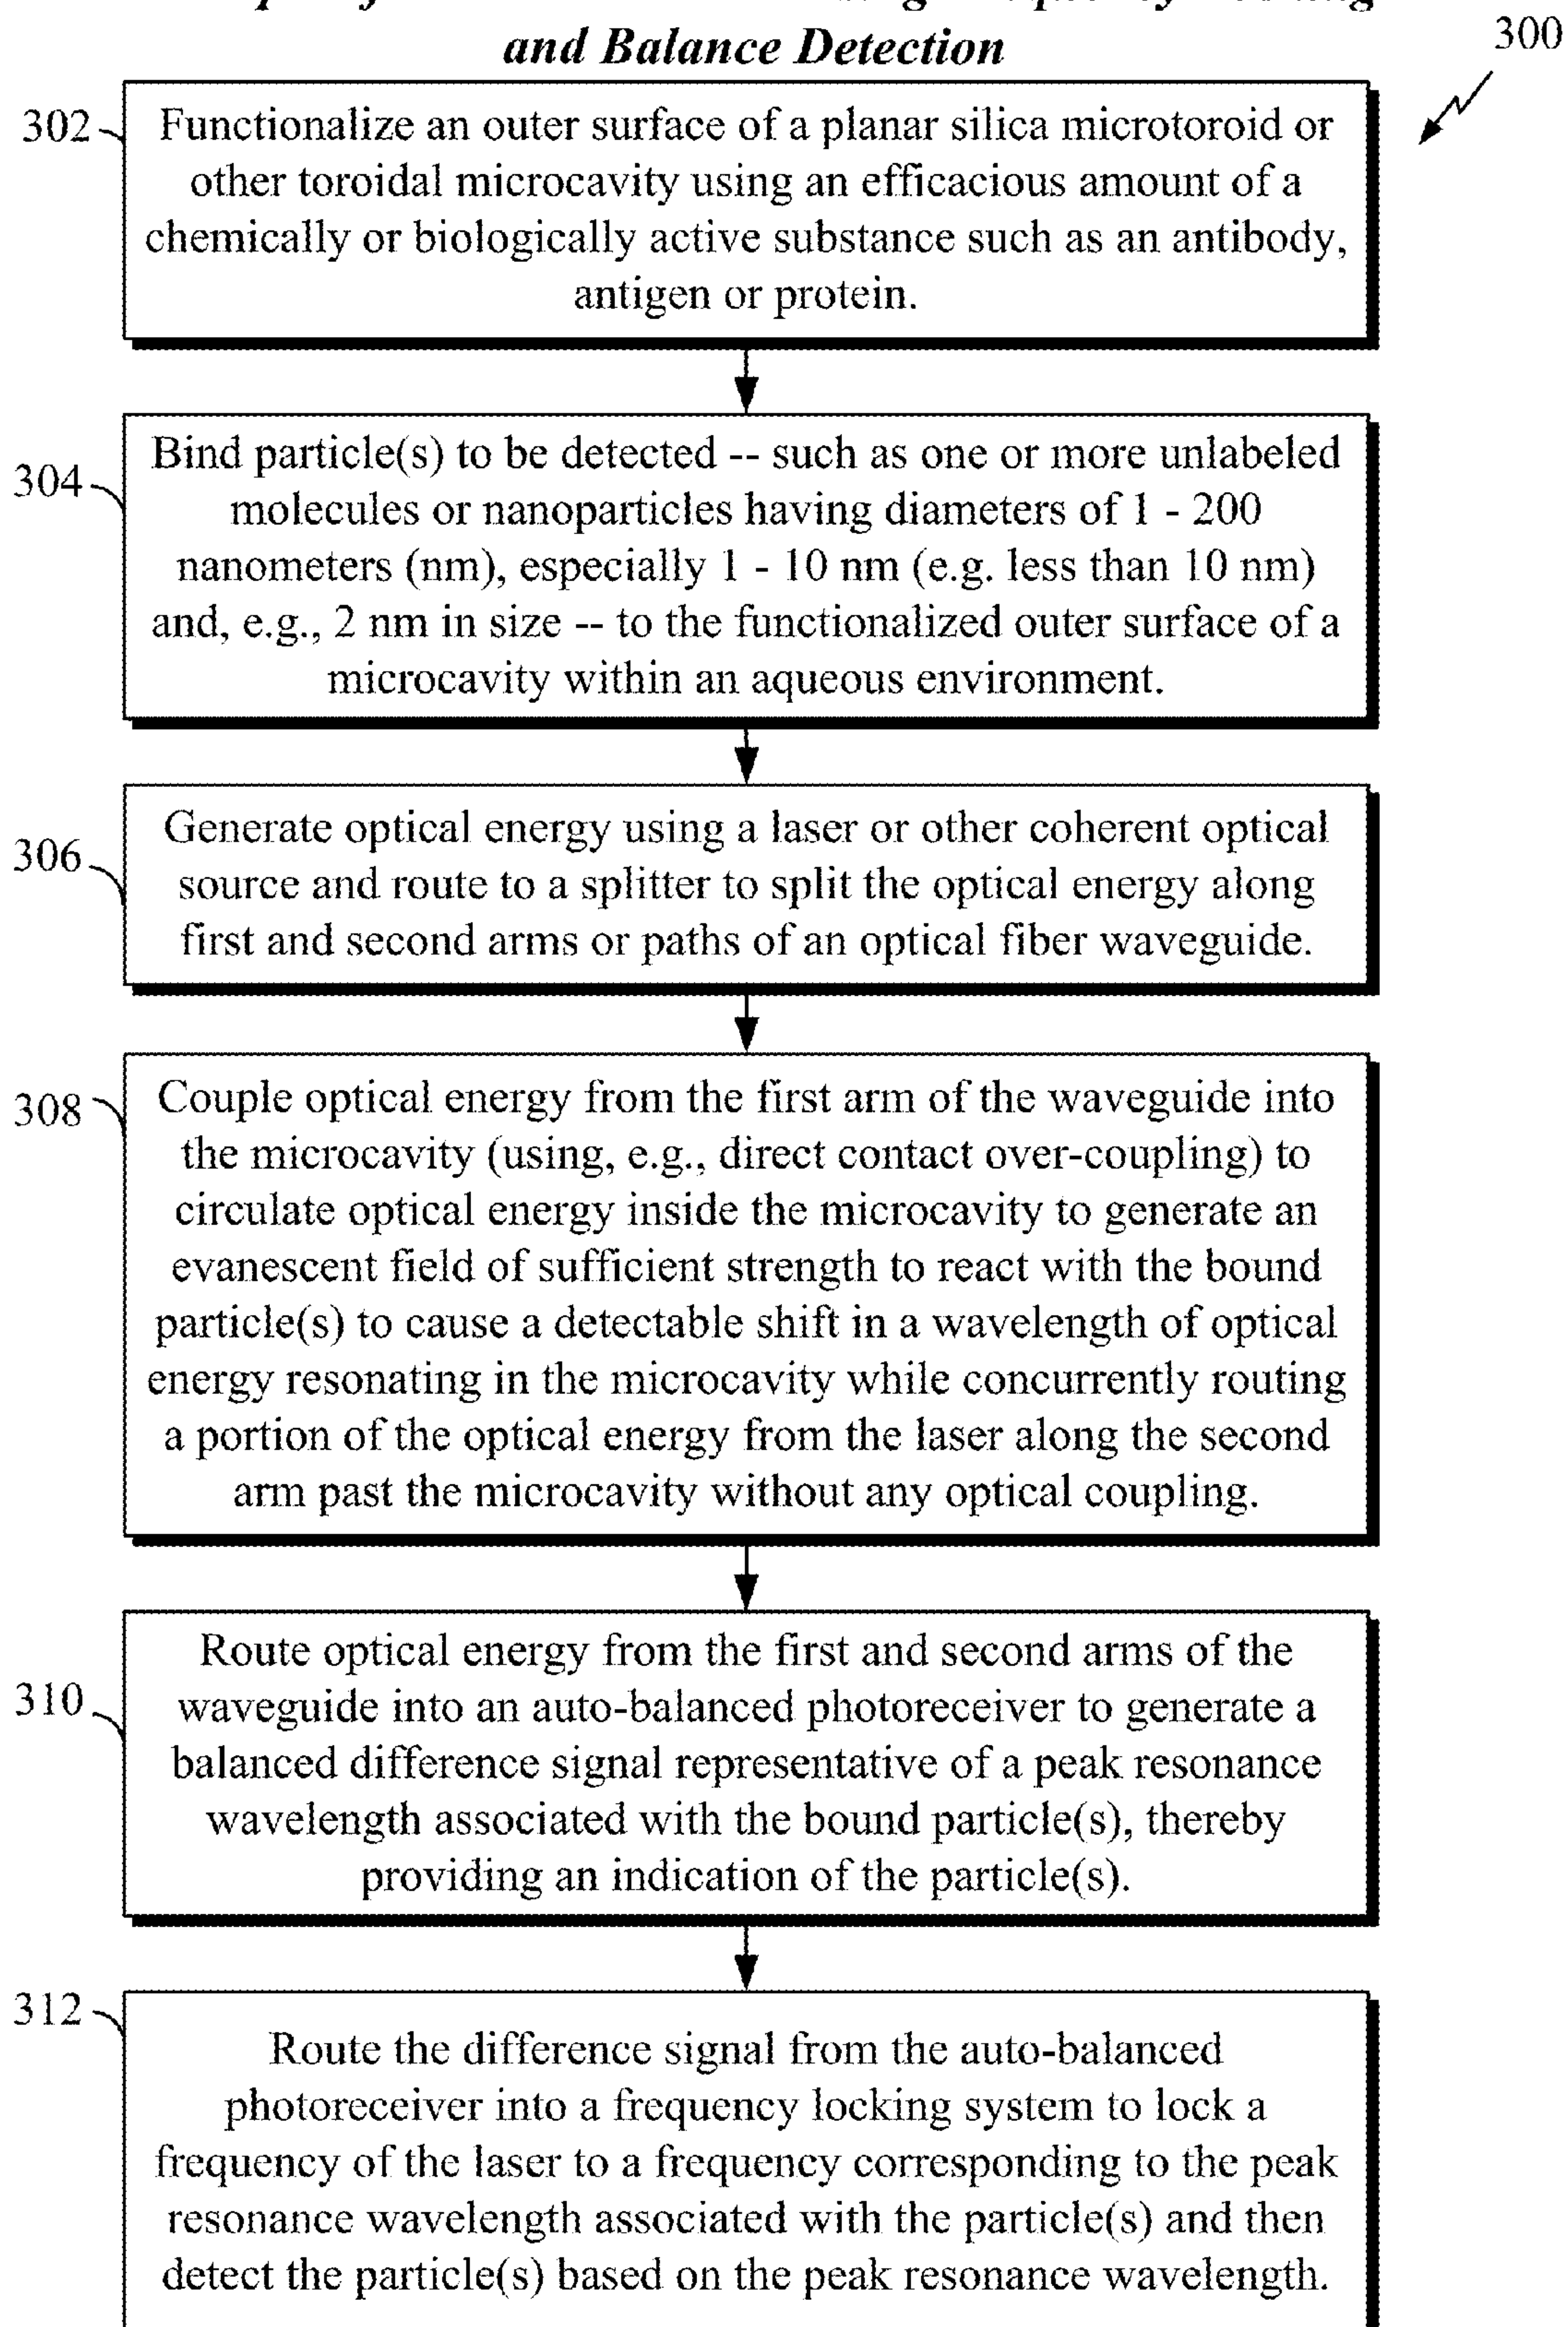 and Balance Detection
300
302
Functionalize an outer surface of a planar silica microtoroid or
other toroidal microcavity using an efficacious amount of a
chemically or biologically active substance such as an antibody,
antigen or protein.
304
Bind particle(s) to be detected -- such as one or more unlabeled
molecules or nanoparticles having diameters of 1 - 200
nanometers (nm), especially 1 - 10 nm (e.g. less than 10 nm)
and, e.g., 2 nm in size -- to the functionalized outer surface of a
microcavity within an aqueous environment.
306
Generate optical energy using a laser or other coherent optical
source and route to a splitter to split the optical energy along
first and second arms or paths of an optical fiber waveguide.
308
Couple optical energy from the first arm of the waveguide into
the microcavity (using, e.g., direct contact over-coupling) to
circulate optical energy inside the microcavity to generate an
evanescent field of sufficient strength to react with the bound
particle(s) to cause a detectable shift in a wavelength of optical
energy resonating in the microcavity while concurrently routing
a portion of the optical energy from the laser along the second
arm past the microcavity without any optical coupling.
310
Route optical energy from the first and second arms of the
waveguide into an auto-balanced photoreceiver to generate a
balanced difference signal representative of a peak resonance
wavelength associated with the bound particle(s), thereby
providing an indication of the particle(s).
312
Route the difference signal from the auto-balanced
photoreceiver into a frequency locking system to lock a
frequency of the laser to a frequency corresponding to the peak
resonance wavelength associated with the particle(s) and then
detect the particle(s) based on the peak resonance wavelength.